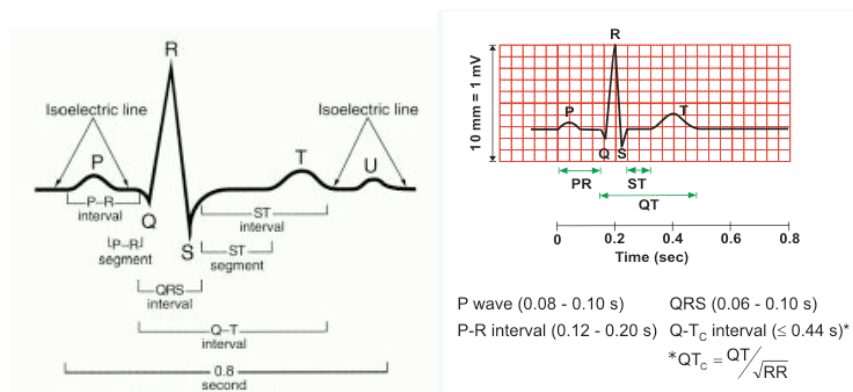 R
Isoelectric line
Isoelectric line
P
T
U
P–R
interval
Q
ST
interval
P–R
segment
S
ST
segment
QRS
interval
Q–T
interval
0.8
second
R
10 mm = 1 mV
P
T
Q
S
PR
ST
QT
0
0.2
0.4
0.6
0.8
Time (sec)
P wave (0.08 - 0.10 s)
QRS (0.06 - 0.10)
P-R interval (0.12 - 0.20 s)
Q-TC interval (≤ 0.44 s)*
*QTC = QT/√RR